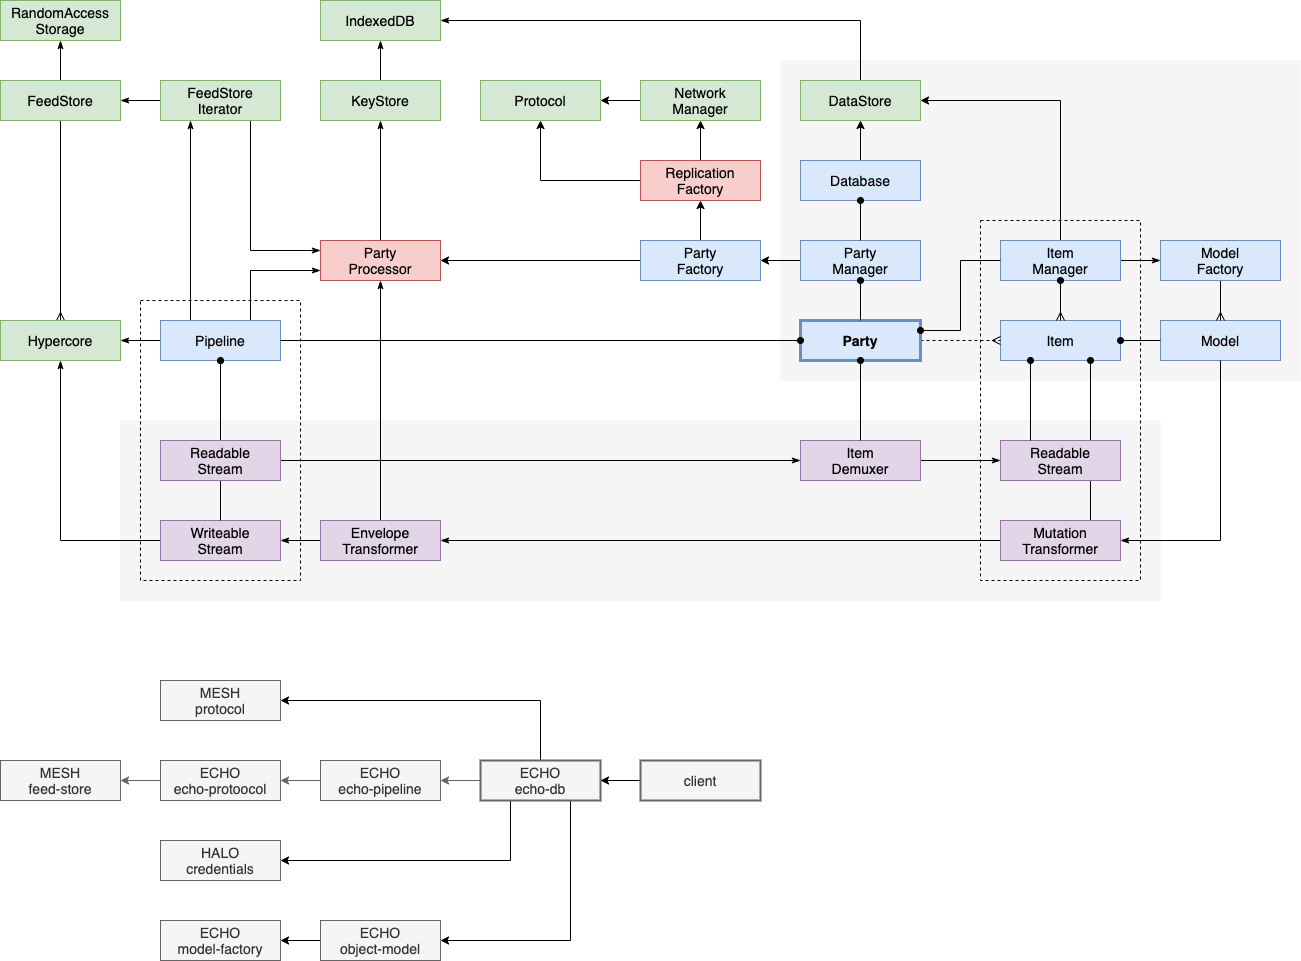 RandomAccess
Storage
IndexedDB
FeedStore
FeedStore
Iterator
KeyStore
Protocol
Network
Manager
DataStore
Replication
Factory
Database
Party
Processor
Party
Factory
Party
Manager
Item
Manager
Model
Factory
Hypercore
Pipeline
Party
Item
Model
Readable
Stream
Item
Demuxer
Readable
Stream
Writeable
Stream
Envelope
Transformer
Mutation
Transformer
MESH
protocol
MESH
feed-store
ECHO
echo-protoocol
ECHO
echo-pipeline
ECHO
echo-db
client
HALO
credentials
ECHO
model-factory
ECHO
object-model